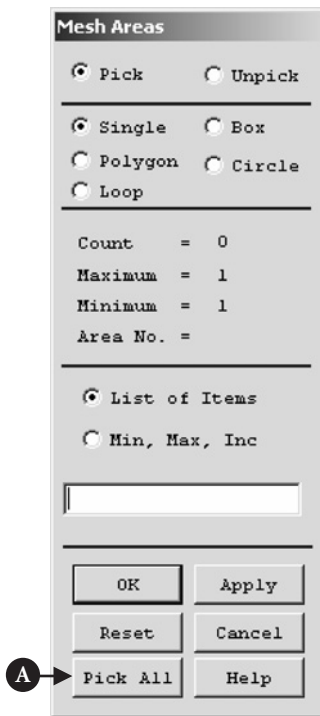 Mesh Areas
Pick Unpick
Single Box
Polygon Circle
Loop
Count = 0
Maximum = 1
Minimum = 1
Area No. =
List of Items
Min, Max, Inc
OK Apply
Reset Cancel
A Pick All Help